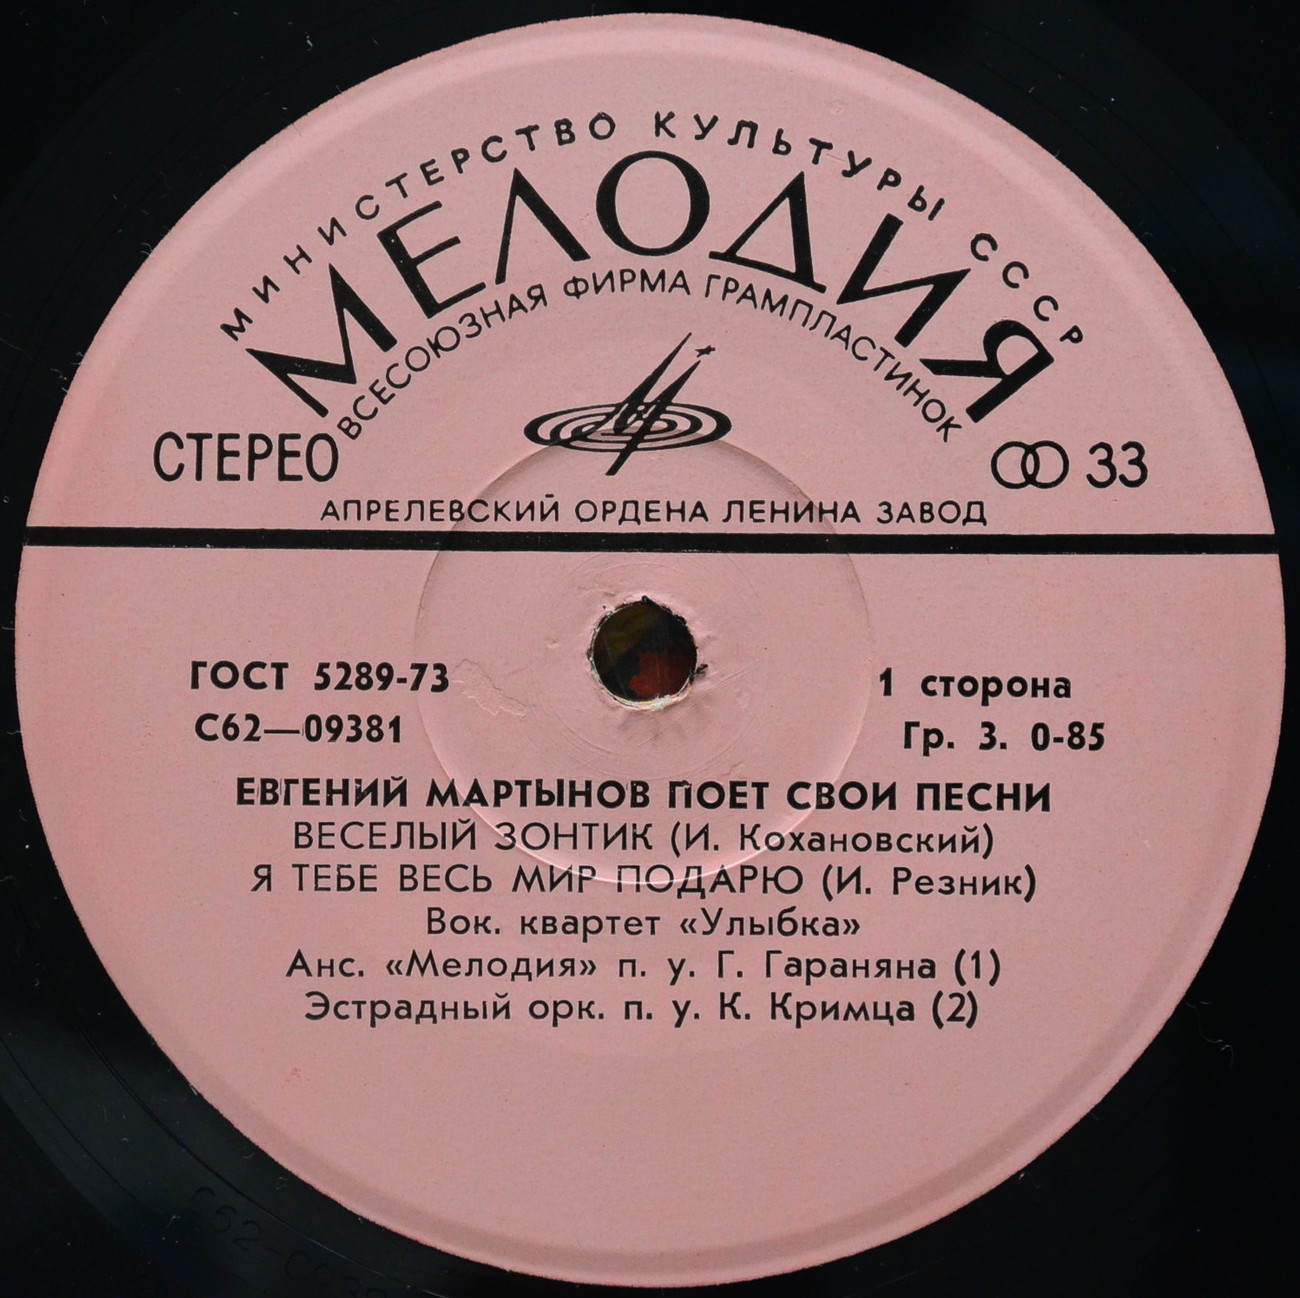 МИНИСТЕРСТВО КУЛЬТУРЫ СССР
МЕЛОДИЯ
ВСЕСОЮЗНАЯ ФИРМА ГРАМПЛАСТИНОК
СТЕРЕО
33
АПРЕЛЕВСКИЙ ОРДЕНА ЛЕНИНА ЗАВОД
ГОСТ 5289-73
1 сторона
С62—09381
Гр. 3. 0-85
ЕВГЕНИЙ МАРТЫНОВ ПОЕТ СВОИ ПЕСНИ
ВЕСЕЛЫЙ ЗОНТИК (И. Кохановский)
Я ТЕБЕ ВЕСЬ МИР ПОДАРЮ (И. Резник)
Вок. квартет «Улыбка»
Анс. «Мелодия» п. у. Г. Гараняна (1)
Эстрадный орк. п. у. К. Кримца (2)